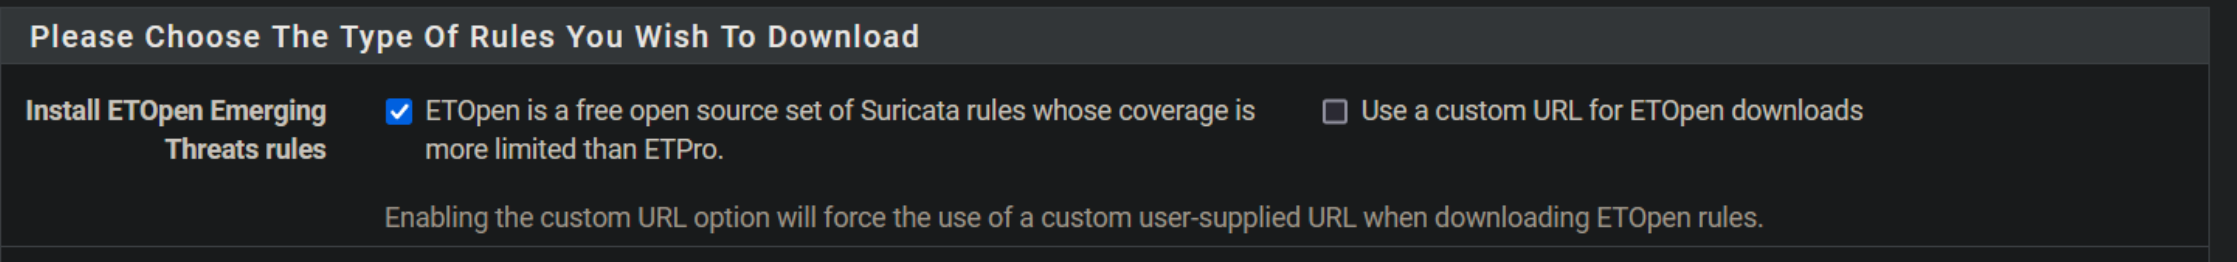 Please Choose The Type Of Rules You Wish To Download
Install ETOpen Emerging
Threats rules
ETOpen is a free open source set of Suricata rules whose coverage is
more limited than ETPro.
Use a custom URL for ETOpen downloads
Enabling the custom URL option will force the use of a custom user-supplied URL when downloading ETOpen rules.